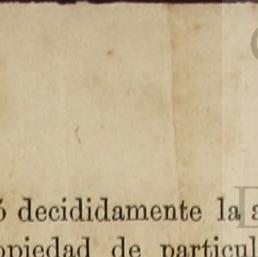 ó decididamente la a
opiedad de particul